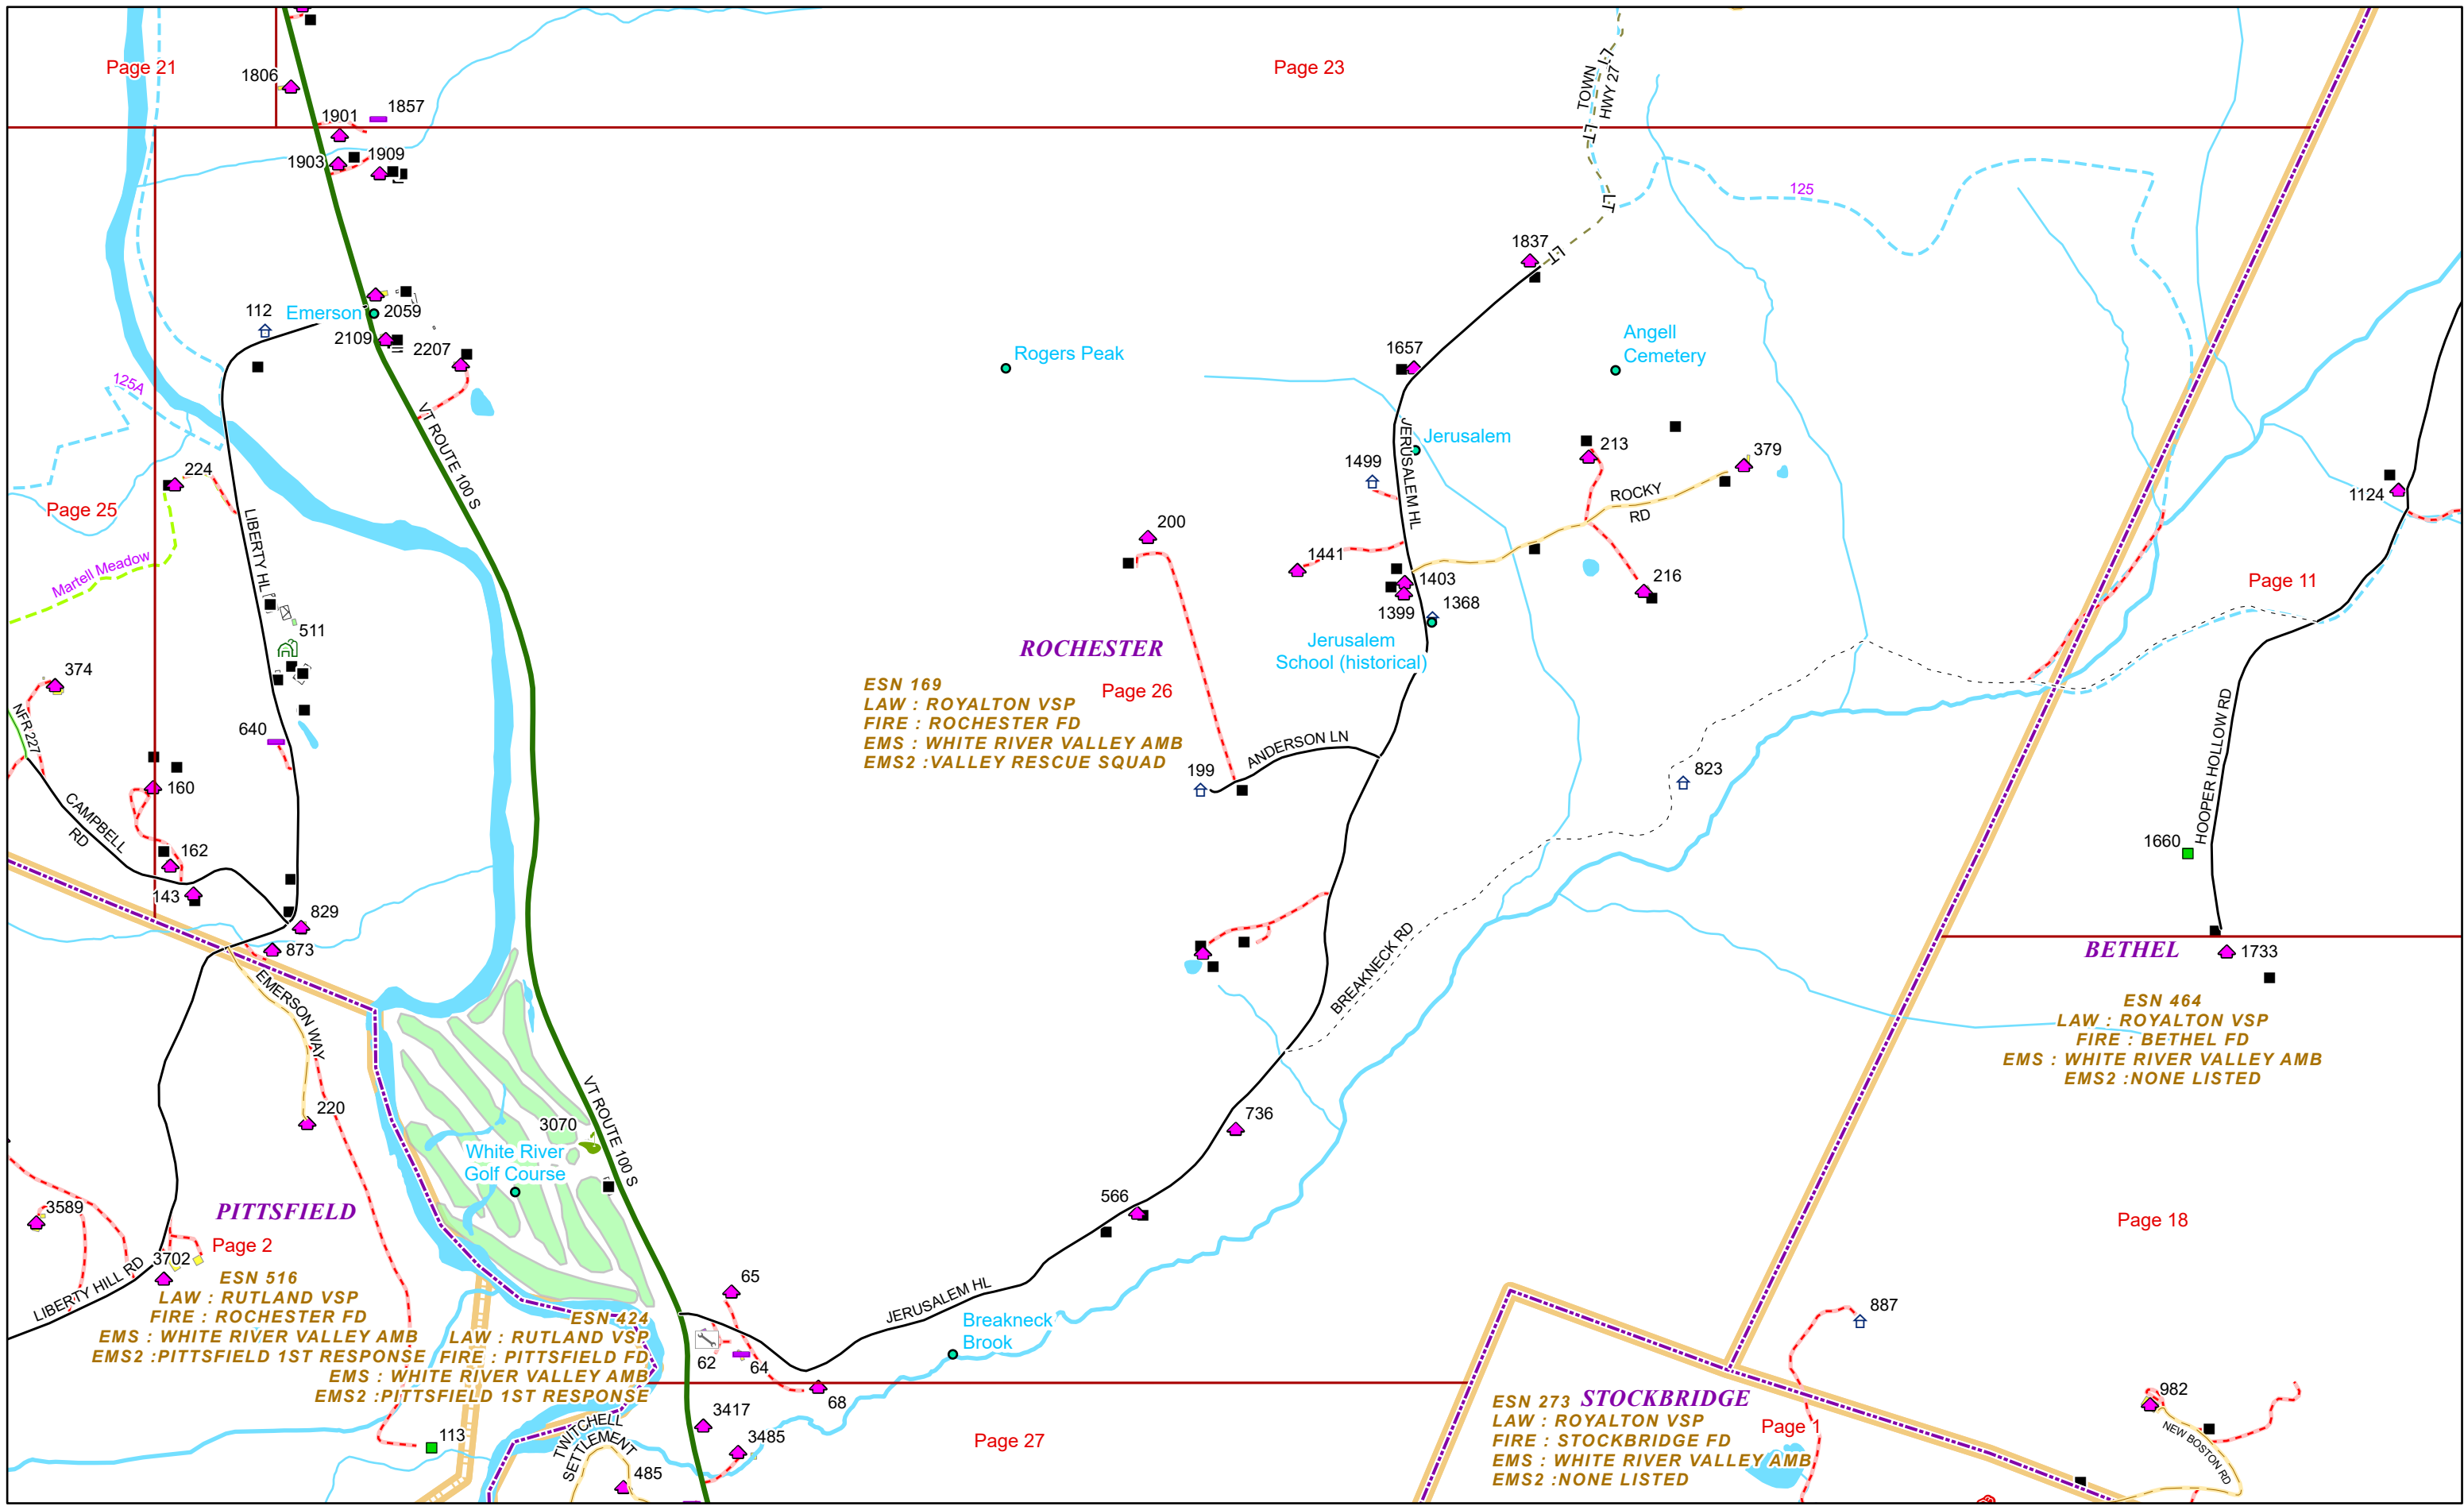 Page 21
Page 23
1806
1857
1901
1903
1909
TOWN
HWY 27
LT
LT
LT
LT
125
1837
112
Emerson
2059
2109
2207
Rogers Peak
1657
Angell
Cemetery
125A
VT ROUTE 100 S
JERUSALEM HL
Jerusalem
213
379
1499
ROCKY
RD
224
Page 25
LIBERTY HL
200
1441
1403
1399
1368
216
1124
Page 11
Martell Meadow
511
Jerusalem
School (historical)
ROCHESTER
Page 26
ESN 169
LAW : ROYALTON VSP
FIRE : ROCHESTER FD
EMS : WHITE RIVER VALLEY AMB
EMS2 :VALLEY RESCUE SQUAD
374
NFR 227
640
ANDERSON LN
199
823
HOOPER HOLLOW RD
160
CAMPBELL
RD
162
143
1660
829
873
EMERSON WAY
BREAKNECK RD
BETHEL
1733
ESN 464
LAW : ROYALTON VSP
FIRE : BETHEL FD
EMS : WHITE RIVER VALLEY AMB
EMS2 :NONE LISTED
220
3070
VT ROUTE 100 S
White River
Golf Course
736
566
3589
PITTSFIELD
Page 2
3702
LIBERTY HILL RD
ESN 516
LAW : RUTLAND VSP
FIRE : ROCHESTER FD
EMS : WHITE RIVER VALLEY AMB
EMS2 :PITTSFIELD 1ST RESPONSE
ESN 424
LAW : RUTLAND VSP
FIRE : PITTSFIELD FD
EMS : WHITE RIVER VALLEY AMB
EMS2 :PITTSFIELD 1ST RESPONSE
65
62
64
68
JERUSALEM HL
Breakneck
Brook
Page 18
887
982
NEW BOSTON RD
ESN 273
STOCKBRIDGE
LAW : ROYALTON VSP
FIRE : STOCKBRIDGE FD
EMS : WHITE RIVER VALLEY AMB
EMS2 :NONE LISTED
Page 1
113
TWITCHELL
SETTLEMENT
485
3417
3485
Page 27